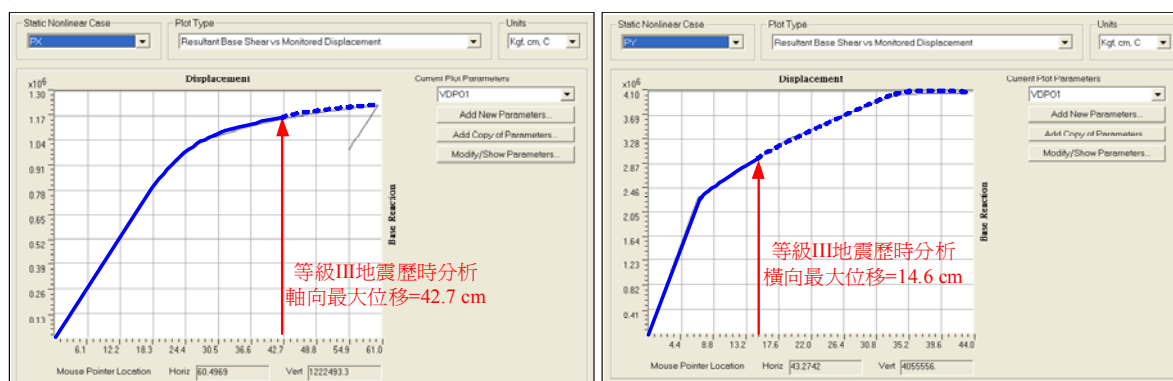 Static Nonlinear Case
PX
Plot Type
Resultant Base Shear vs Monitored Displacement
Units
Kgf, cm, C
Displacement
x10⁶
1.30
1.17
1.04
0.91
0.78
0.65
0.52
0.39
0.26
0.13
6.1 12.2 18.3 24.4 30.5 36.6 42.7 48.8 54.9 61.0
Base Reaction
等級III地震歷時分析
軸向最大位移=42.7 cm
Current Plot Parameters
VDPO1
Add New Parameters...
Add Copy of Parameters...
Modify/Show Parameters...
Mouse Pointer Location Horiz 60.4969 Vert 1222493.3
Static Nonlinear Case
PY
Plot Type
Resultant Base Shear vs Monitored Displacement
Units
Kgf, cm, C
Displacement
x10⁶
4.10
3.69
3.28
2.87
2.46
2.05
1.64
1.23
0.82
0.41
4.4 8.8 13.2 17.6 22.0 26.4 30.8 35.2 39.6 44.0
Base Reaction
等級III地震歷時分析
橫向最大位移=14.6 cm
Current Plot Parameters
VDPO1
Add New Parameters...
Add Copy of Parameters...
Modify/Show Parameters...
Mouse Pointer Location Horiz 43.2742 Vert 4055556.